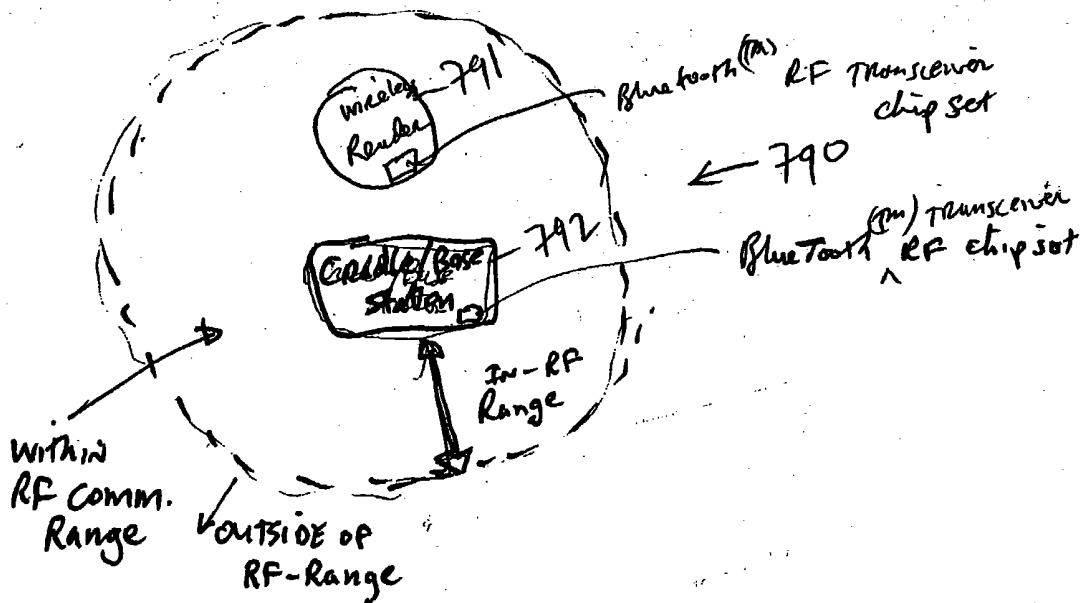 Wireless
Reader
791
BlueTooth(TM) RF Transceiver
chip set
790
Cradle/Base
Station
792
(TM) Transceiver
BlueTooth ^ RF chip set
IN-RF
Range
Within
RF Comm.
Range
OUTSIDE OF
RF-Range